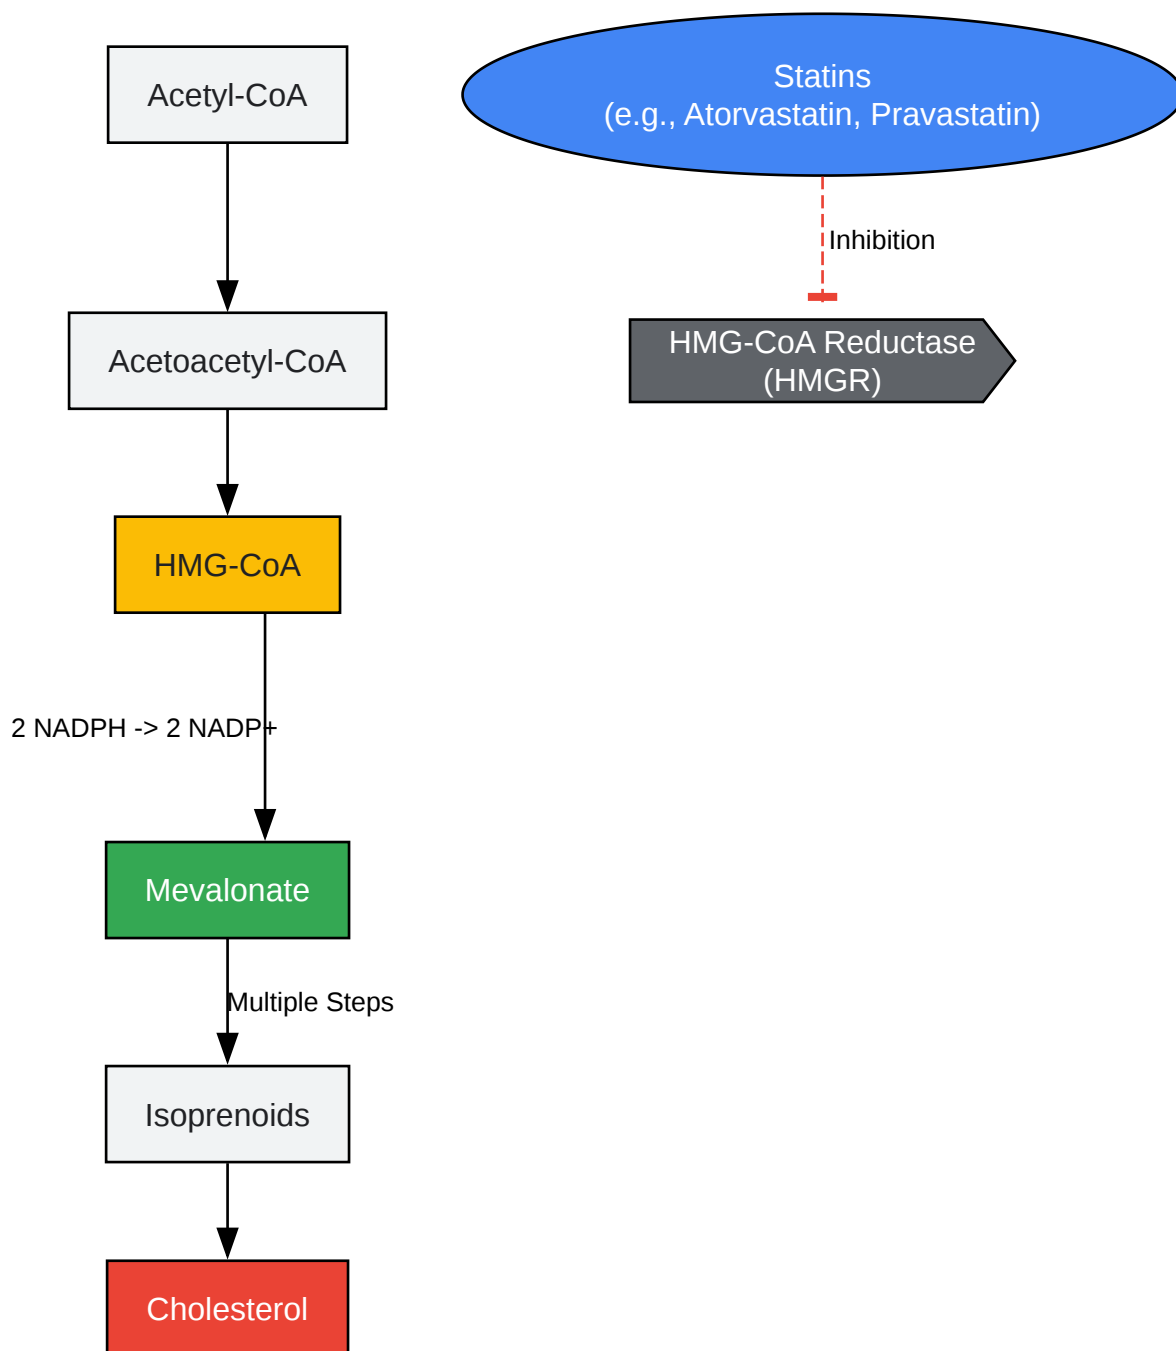 Acetyl-CoA
Statins
(e.g., Atorvastatin, Pravastatin)
Inhibition
Acetoacetyl-CoA
HMG-CoA Reductase
(HMGR)
HMG-CoA
2 NADPH -> 2 NADP+
Mevalonate
Multiple Steps
Isoprenoids
Cholesterol